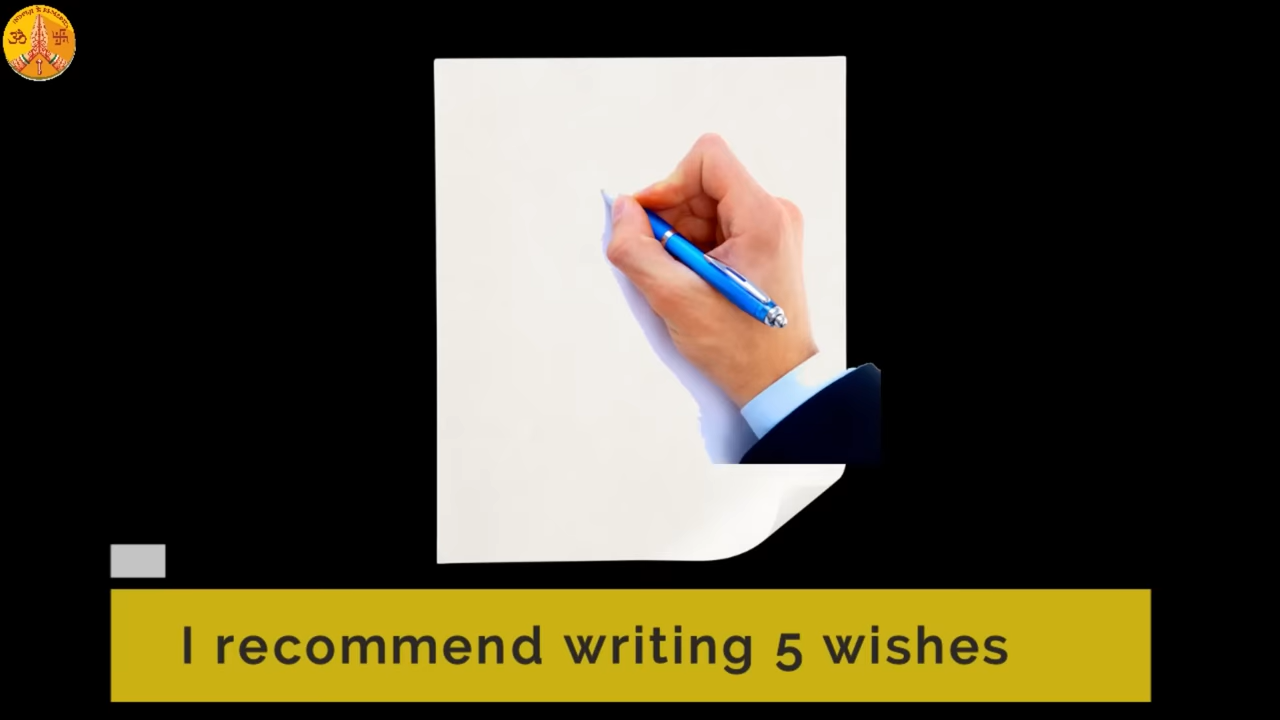 ॐ
I recommend writing 5 wishes